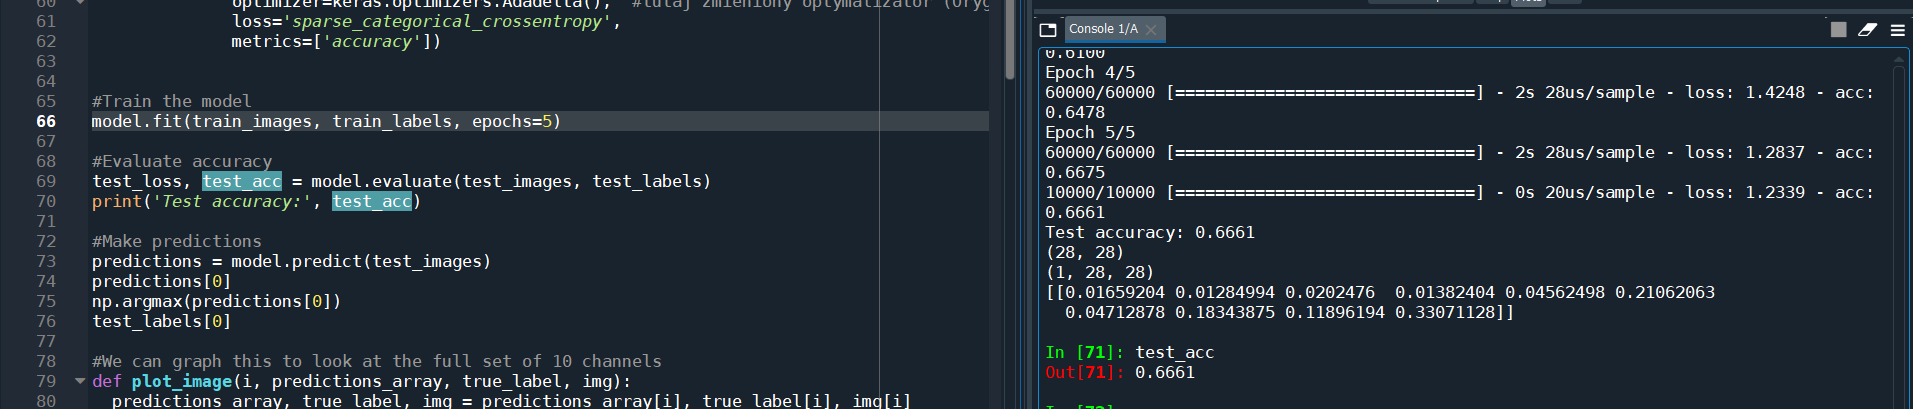 60 optimizer=keras.optimizers.Adadelta(), #tutaj zmieniony optymalizator (Oryg
61 loss='sparse_categorical_crossentropy',
62 metrics=['accuracy'])
63
64
65 #Train the model
66 model.fit(train_images, train_labels, epochs=5)
67
68 #Evaluate accuracy
69 test_loss, test_acc = model.evaluate(test_images, test_labels)
70 print('Test accuracy:', test_acc)
71
72 #Make predictions
73 predictions = model.predict(test_images)
74 predictions[0]
75 np.argmax(predictions[0])
76 test_labels[0]
77
78 #We can graph this to look at the full set of 10 channels
79 def plot_image(i, predictions_array, true_label, img):
80 predictions_array, true_label, img = predictions_array[i], true_label[i], img[i]
Console 1/A
0.6100
Epoch 4/5
60000/60000 [==============================] - 2s 28us/sample - loss: 1.4248 - acc:
0.6478
Epoch 5/5
60000/60000 [==============================] - 2s 28us/sample - loss: 1.2837 - acc:
0.6675
10000/10000 [==============================] - 0s 20us/sample - loss: 1.2339 - acc:
0.6661
Test accuracy: 0.6661
(28, 28)
(1, 28, 28)
[[0.01659204 0.01284994 0.0202476  0.01382404 0.04562498 0.21062063
0.04712878 0.18343875 0.11896194 0.33071128]]
In [71]: test_acc
Out[71]: 0.6661